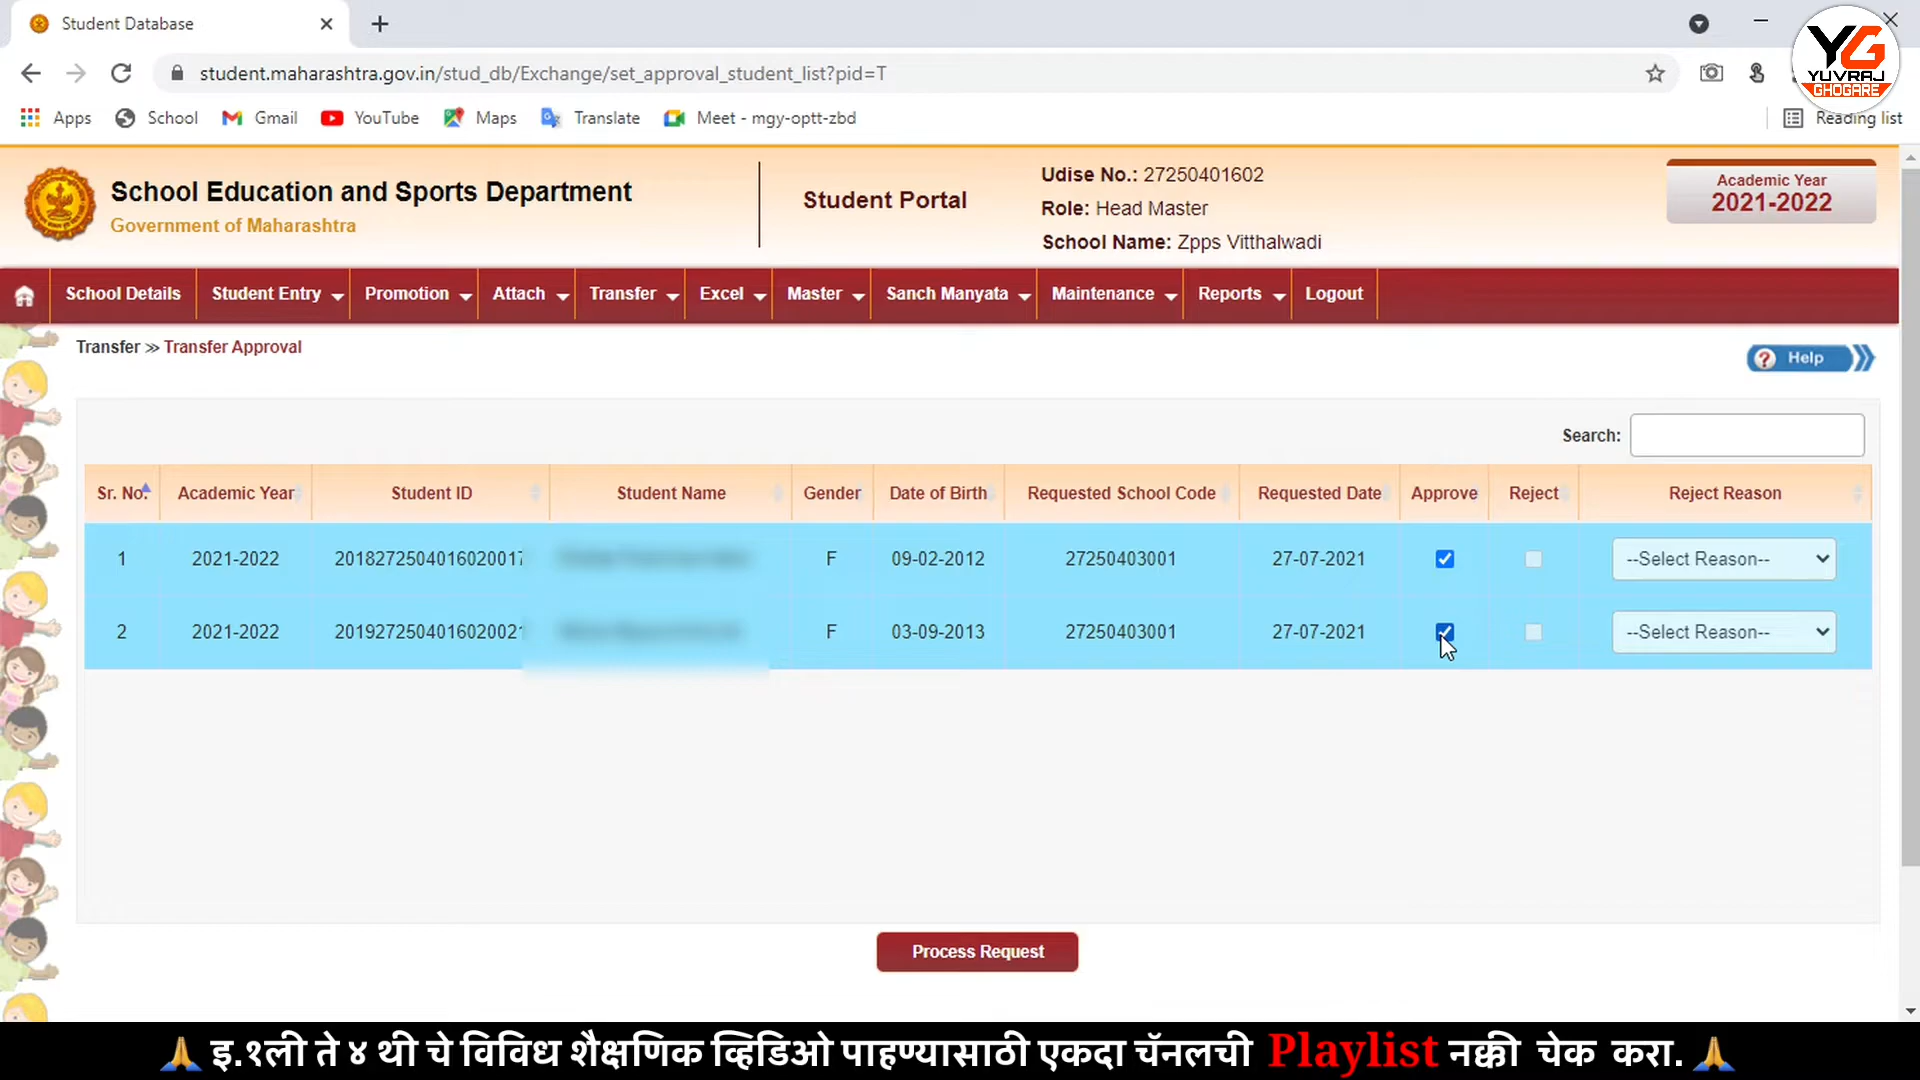 Student Database
student.maharashtra.gov.in/stud_db/Exchange/set_approval_student_list?pid=T
YG
YUVRAJ
GHOGARE
Apps School Gmail YouTube Maps Translate Meet - mgy-optt-zbd Reading list
School Education and Sports Department
Government of Maharashtra
Student Portal
Udise No.: 27250401602
Role: Head Master
School Name: Zpps Vitthalwadi
Academic Year
2021-2022
School Details Student Entry Promotion Attach Transfer Excel Master Sanch Manyata Maintenance Reports Logout
Transfer >> Transfer Approval
? Help
Search:
Sr. No. Academic Year Student ID Student Name Gender Date of Birth Requested School Code Requested Date Approve Reject Reject Reason
1 2021-2022 2018272504016020017 F 09-02-2012 27250403001 27-07-2021 --Select Reason--
2 2021-2022 2019272504016020021 F 03-09-2013 27250403001 27-07-2021 --Select Reason--
Process Request
🙏 इ.१ली ते ४ थी चे विविध शैक्षणिक व्हिडिओ पाहण्यासाठी एकदा चॅनलची Playlist नक्की चेक करा. 🙏